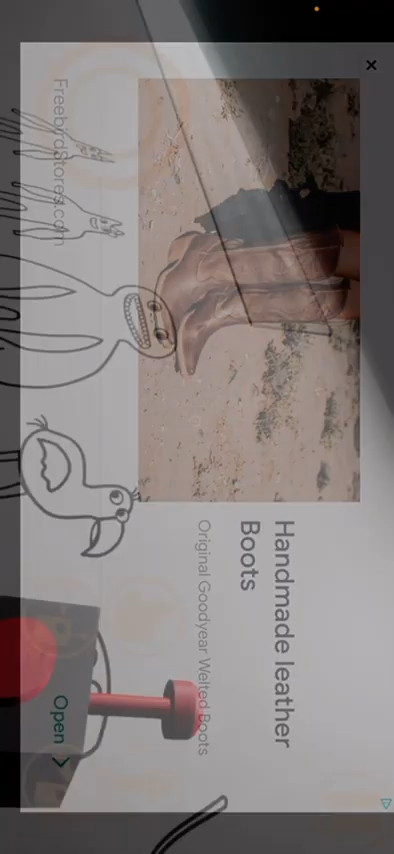 Handmade leather
Boots
Original Goodyear Welted Boots
FreebirdStores.com
Open